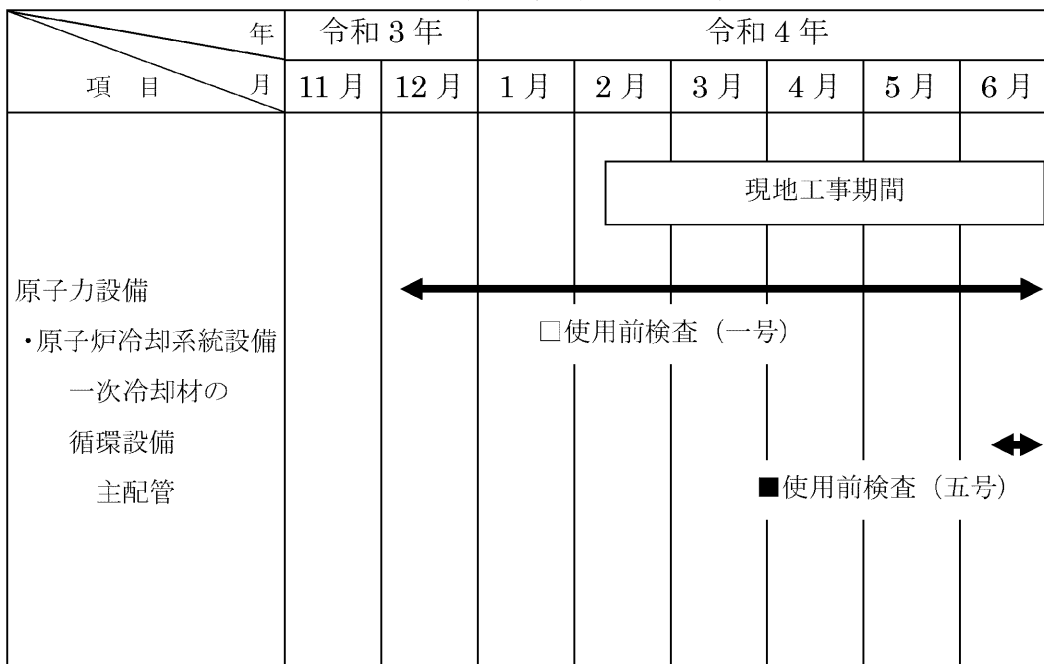 年
令和3年
令和4年
項 目
月
11月
12月
1月
2月
3月
4月
5月
6月
現地工事期間
原子力設備
・原子炉冷却系統設備
一次冷却材の
循環設備
主配管
□使用前検査（一号）
■使用前検査（五号）